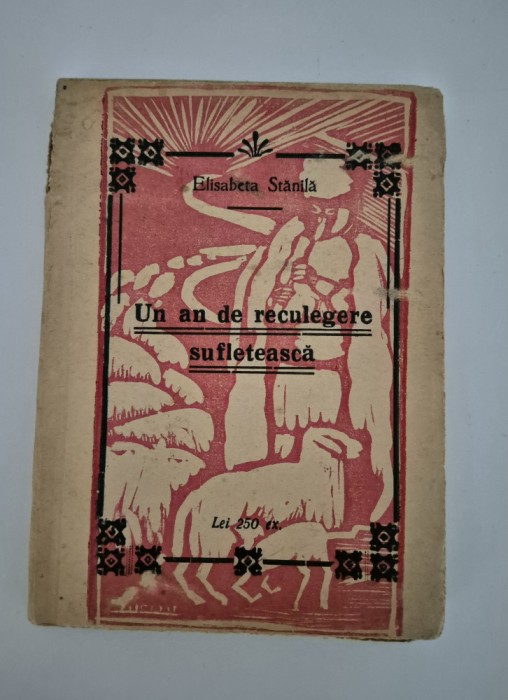 Elisabeta Stănilă
Un an de reculegere
sufletească
Lei 250 ex.